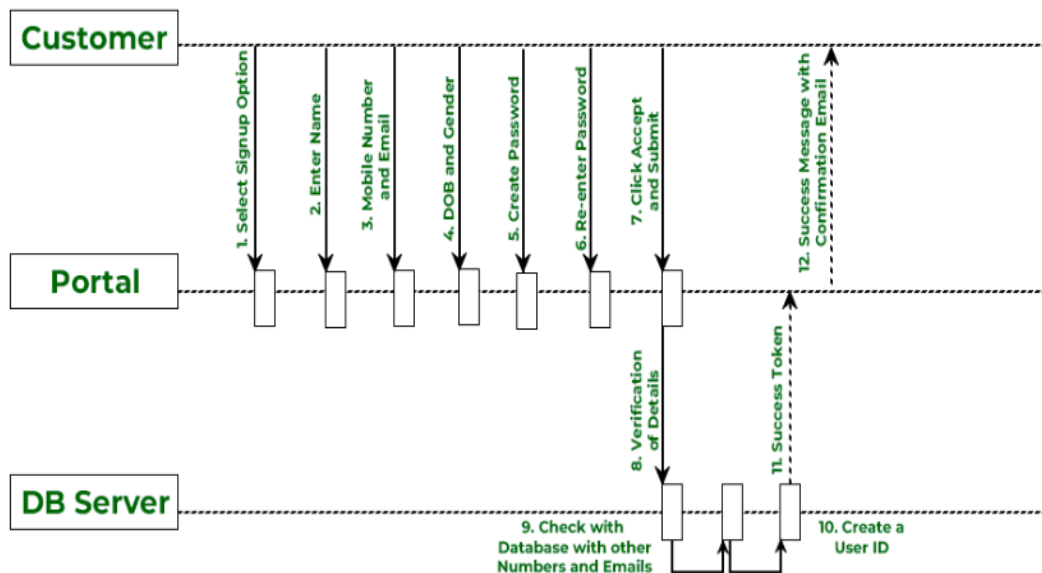 Customer
1. Select Signup Option
2. Enter Name
3. Mobile Number
and Email
4. DOB and Gender
5. Create Password
6. Re-enter Password
7. Click Accept
and Submit
12. Success Message with
Confirmation Email
Portal
8. Verification
of Details
11. Success Token
DB Server
9. Check with
Database with other
Numbers and Emails
10. Create a
User ID